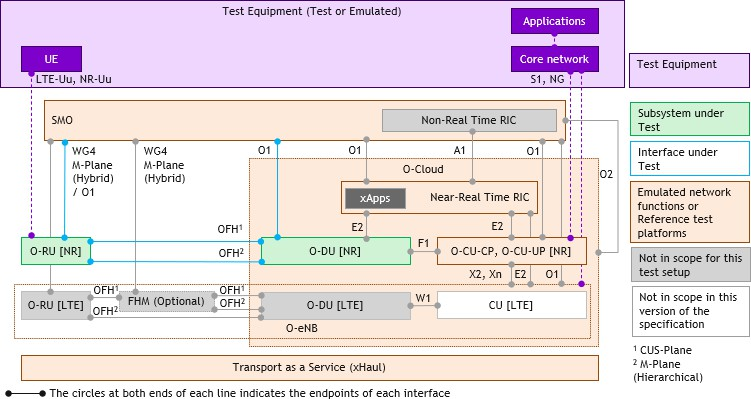 Test Equipment (Test or Emulated)
Applications
UE
Core network
LTE-Uu, NR-Uu
S1, NG
Test Equipment
SMO
Non-Real Time RIC
Subsystem under
Test
WG4
M-Plane
(Hybrid)
/ O1
WG4
M-Plane
(Hybrid)
O1
O1
A1
O1
Interface under
Test
O-Cloud
O2
xApps
Near-Real Time RIC
Emulated network
functions or
Reference test
platforms
OFH¹
E2
E2
O-RU [NR]
OFH²
O-DU [NR]
F1
O-CU-CP, O-CU-UP [NR]
Not in scope for this
test setup
X2, Xn
E2
O1
O-RU [LTE]
OFH¹
OFH²
FHM (Optional)
OFH¹
OFH²
O-DU [LTE]
W1
CU [LTE]
Not in scope in this
version of the
specification
O-eNB
¹ CUS-Plane
² M-Plane
(Hierarchical)
Transport as a Service (xHaul)
The circles at both ends of each line indicates the endpoints of each interface